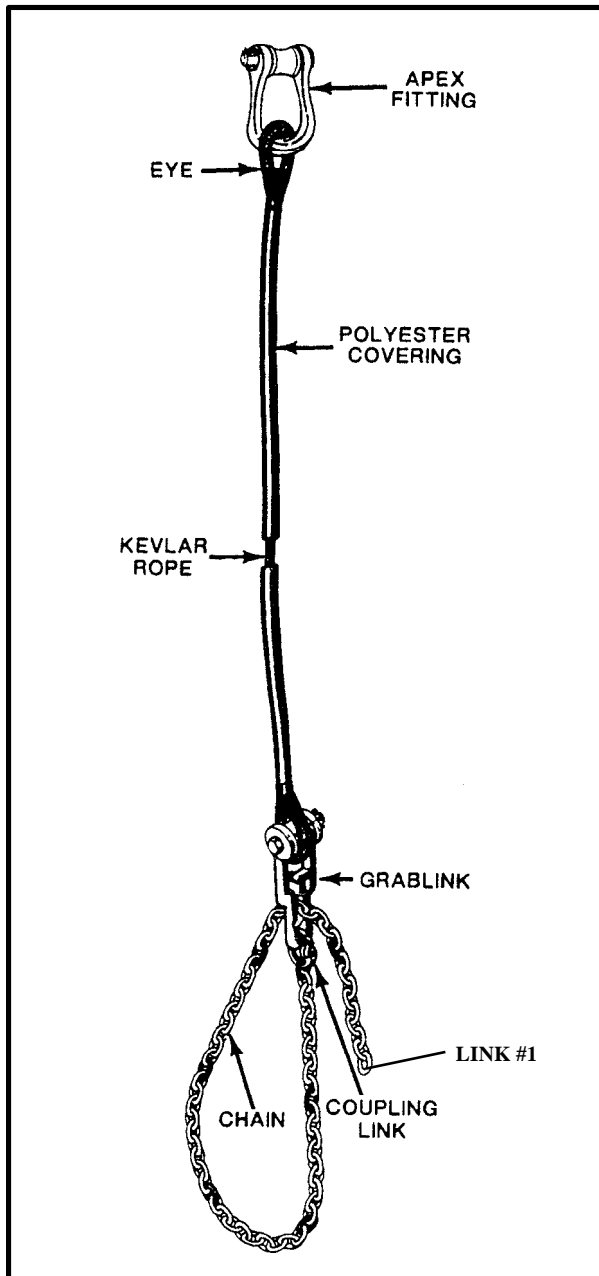 APEX
FITTING
EYE
POLYESTER
COVERING
KEVLAR
ROPE
GRABLINK
LINK #1
CHAIN
COUPLING
LINK